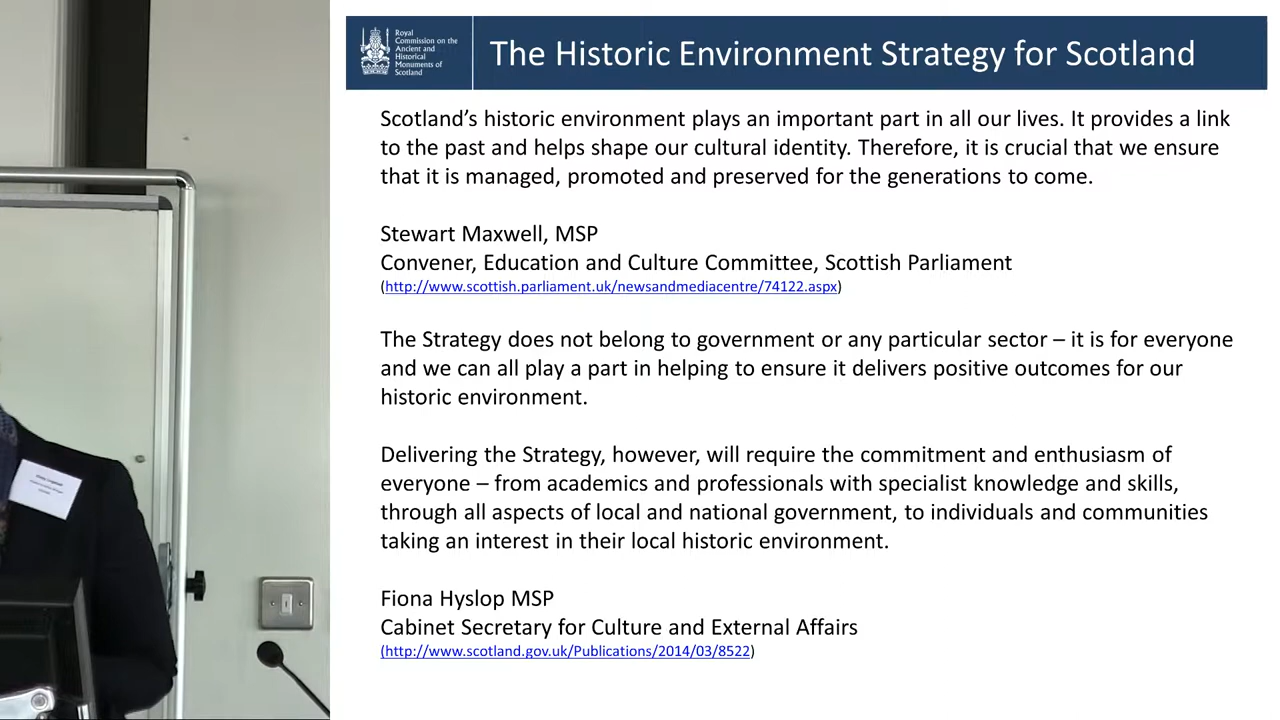 Royal
Commission on the
Ancient and
Historical
Monuments of
Scotland
The Historic Environment Strategy for Scotland
Scotland’s historic environment plays an important part in all our lives. It provides a link
to the past and helps shape our cultural identity. Therefore, it is crucial that we ensure
that it is managed, promoted and preserved for the generations to come.
Stewart Maxwell, MSP
Convener, Education and Culture Committee, Scottish Parliament
(http://www.scottish.parliament.uk/newsandmediacentre/74122.aspx)
The Strategy does not belong to government or any particular sector – it is for everyone
and we can all play a part in helping to ensure it delivers positive outcomes for our
historic environment.
Delivering the Strategy, however, will require the commitment and enthusiasm of
everyone – from academics and professionals with specialist knowledge and skills,
through all aspects of local and national government, to individuals and communities
taking an interest in their local historic environment.
Fiona Hyslop MSP
Cabinet Secretary for Culture and External Affairs
(http://www.scotland.gov.uk/Publications/2014/03/8522)